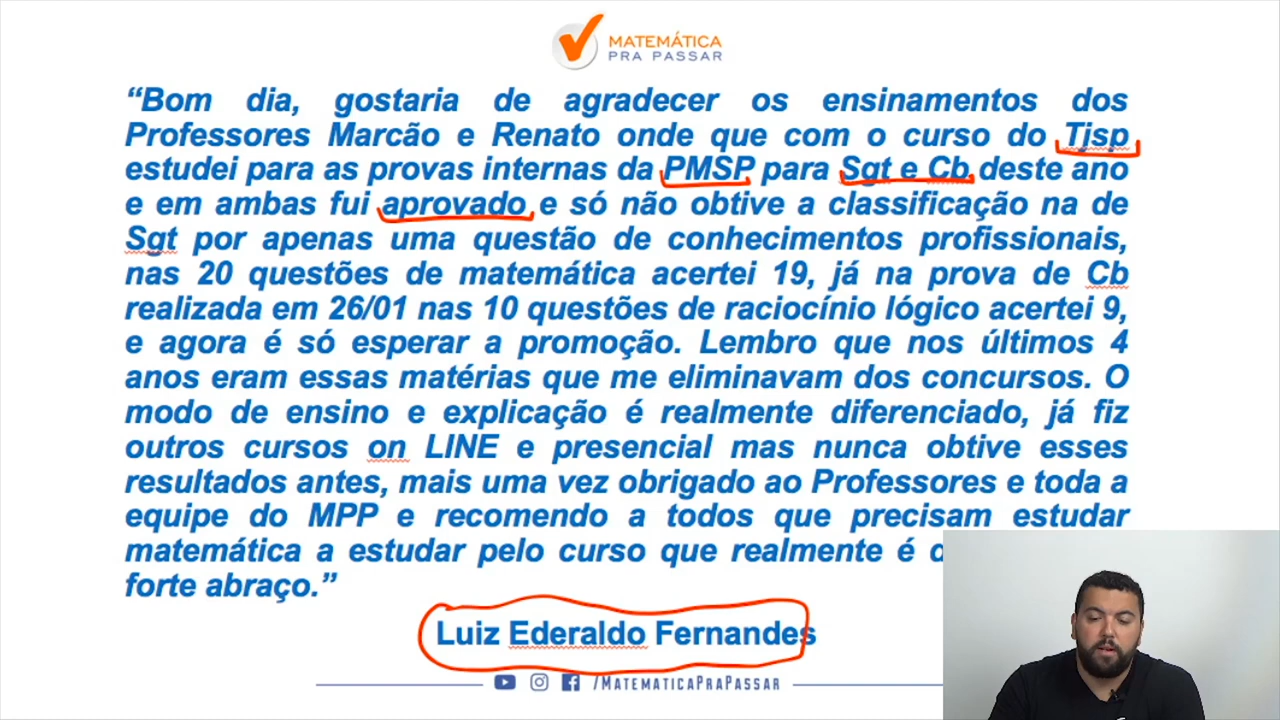 MATEMÁTICA
PRA PASSAR
“Bom dia, gostaria de agradecer os ensinamentos dos
Professores Marcão e Renato onde que com o curso do Tjsp
estudei para as provas internas da PMSP para Sgt e Cb deste ano
e em ambas fui aprovado e só não obtive a classificação na de
Sgt por apenas uma questão de conhecimentos profissionais,
nas 20 questões de matemática acertei 19, já na prova de Cb
realizada em 26/01 nas 10 questões de raciocínio lógico acertei 9,
e agora é só esperar a promoção. Lembro que nos últimos 4
anos eram essas matérias que me eliminavam dos concursos. O
modo de ensino e explicação é realmente diferenciado, já fiz
outros cursos on LINE e presencial mas nunca obtive esses
resultados antes, mais uma vez obrigado ao Professores e toda a
equipe do MPP e recomendo a todos que precisam estudar
matemática a estudar pelo curso que realmente é
forte abraço.”
Luiz Ederaldo Fernandes
/MATEMATICAPRAPASSAR